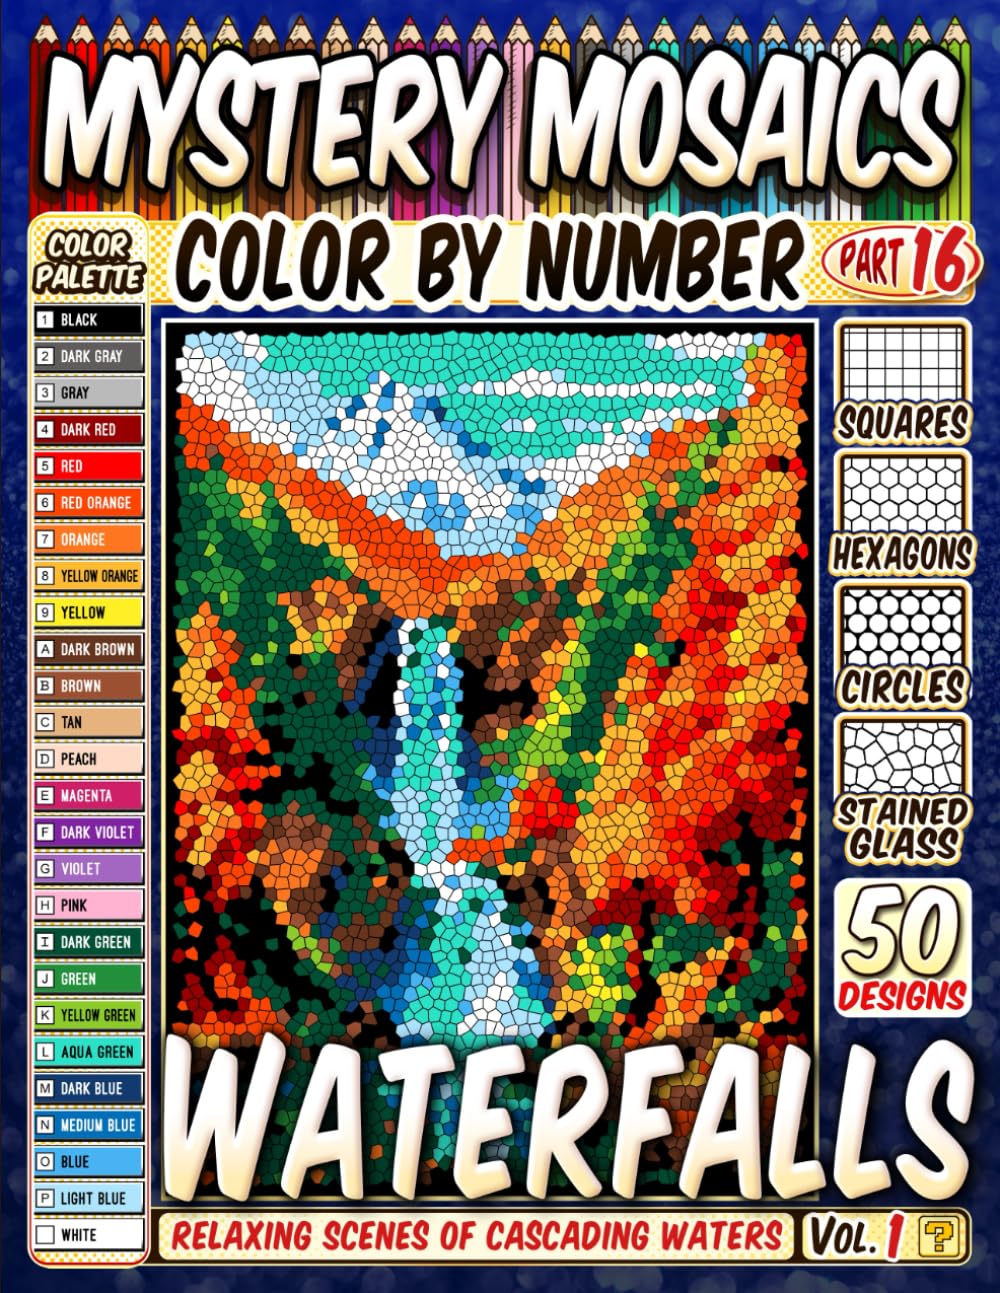 MYSTERY MOSAICS
COLOR BY NUMBER
PART 16
COLOR
PALETTE
1 BLACK
2 DARK GRAY
3 GRAY
4 DARK RED
5 RED
6 RED ORANGE
7 ORANGE
8 YELLOW ORANGE
9 YELLOW
A DARK BROWN
B BROWN
C TAN
D PEACH
E MAGENTA
F DARK VIOLET
G VIOLET
H PINK
I DARK GREEN
J GREEN
K YELLOW GREEN
L AQUA GREEN
M DARK BLUE
N MEDIUM BLUE
O BLUE
P LIGHT BLUE
WHITE
SQUARES
HEXAGONS
CIRCLES
STAINED
GLASS
50
DESIGNS
WATERFALLS
RELAXING SCENES OF CASCADING WATERS
VOL. 1 ?